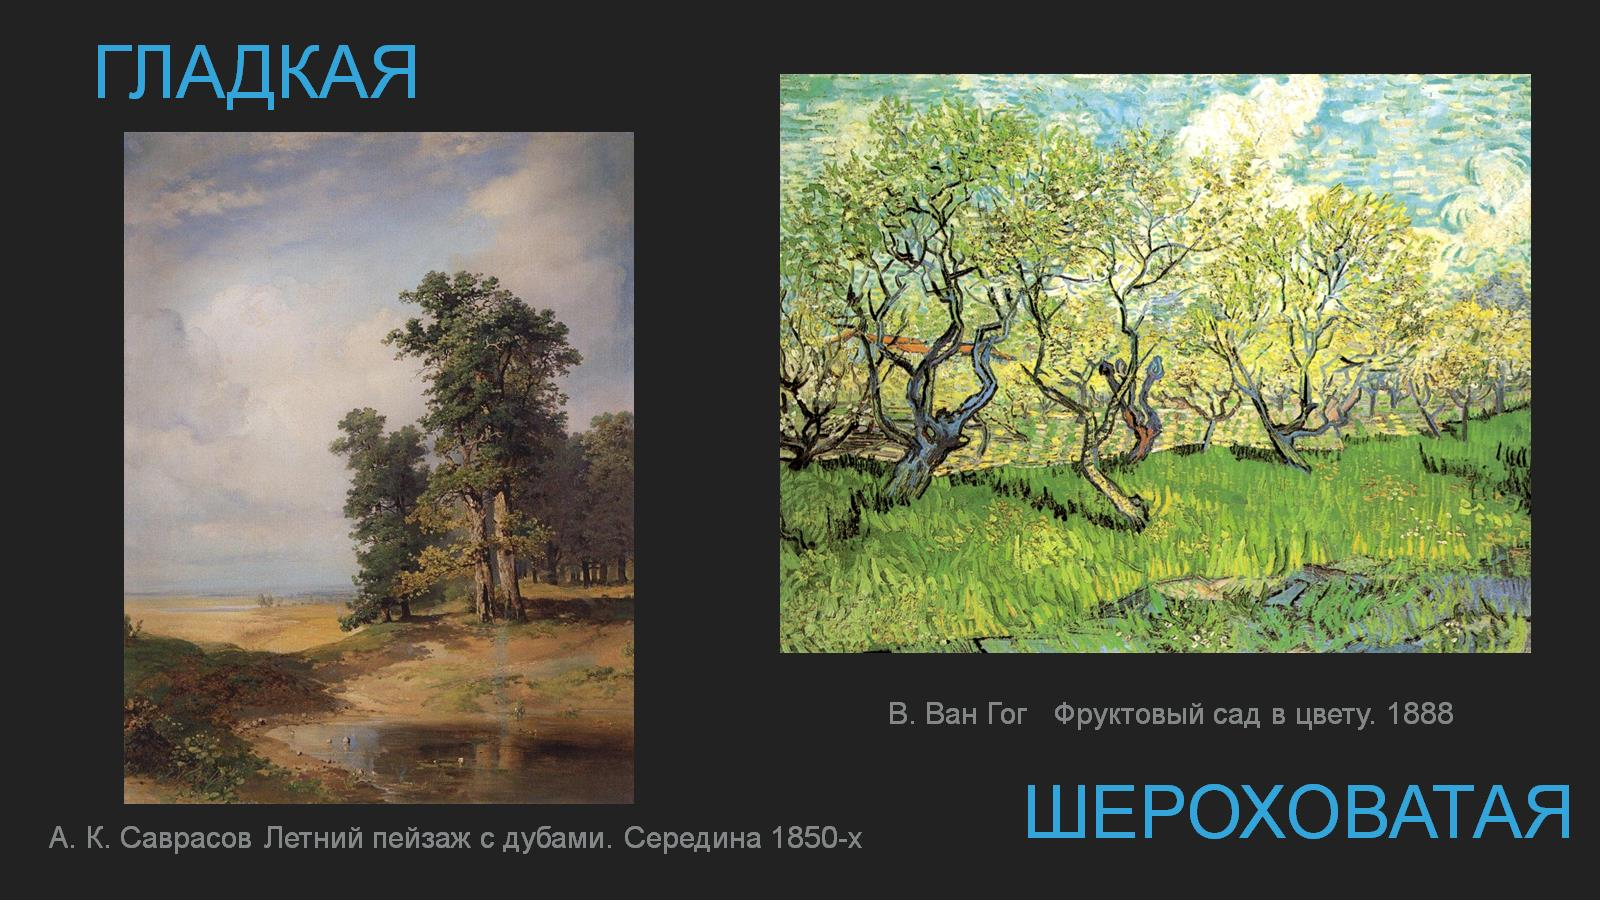 ГЛАДКАЯ
А. К. Саврасов Летний пейзаж с дубами. Середина 1850-х
В. Ван Гог Фруктовый сад в цвету. 1888
ШЕРОХОВАТАЯ